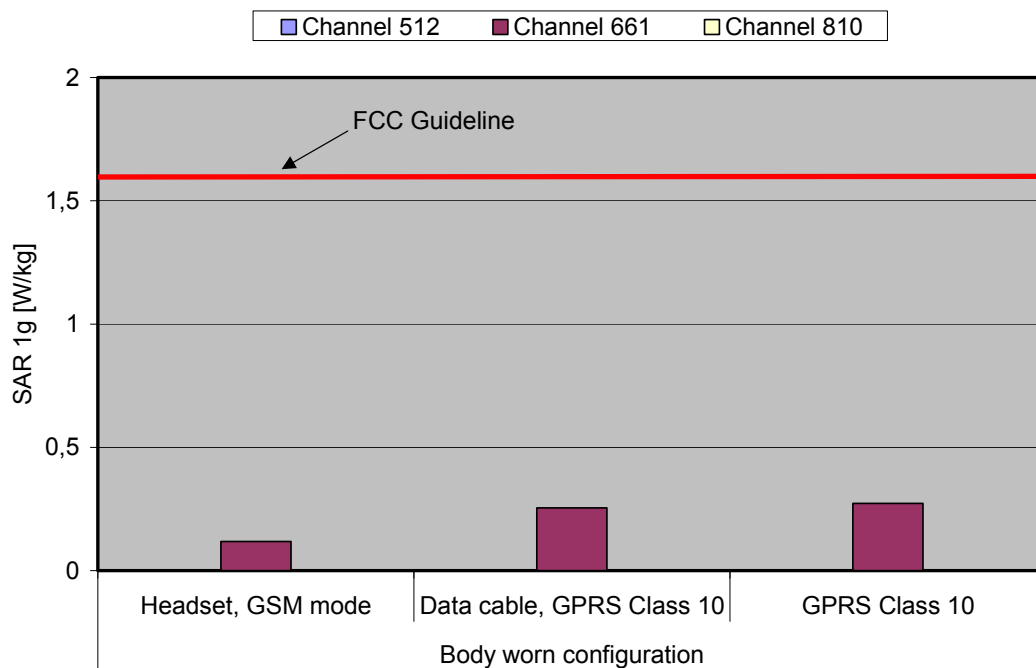 Channel 512 Channel 661 Channel 810
2
FCC Guideline
1,5
SAR 1g [W/kg]
1
0,5
0
Headset, GSM mode Data cable, GPRS Class 10 GPRS Class 10
Body worn configuration